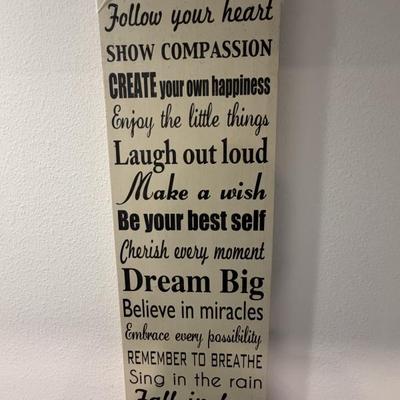 Follow your heart
SHOW COMPASSION
CREATE your own happiness
Enjoy the little things
Laugh out loud
Make a wish
Be your best self
Cherish every moment
Dream Big
Believe in miracles
Embrace every possibility
REMEMBER TO BREATHE
Sing in the rain
Fall in